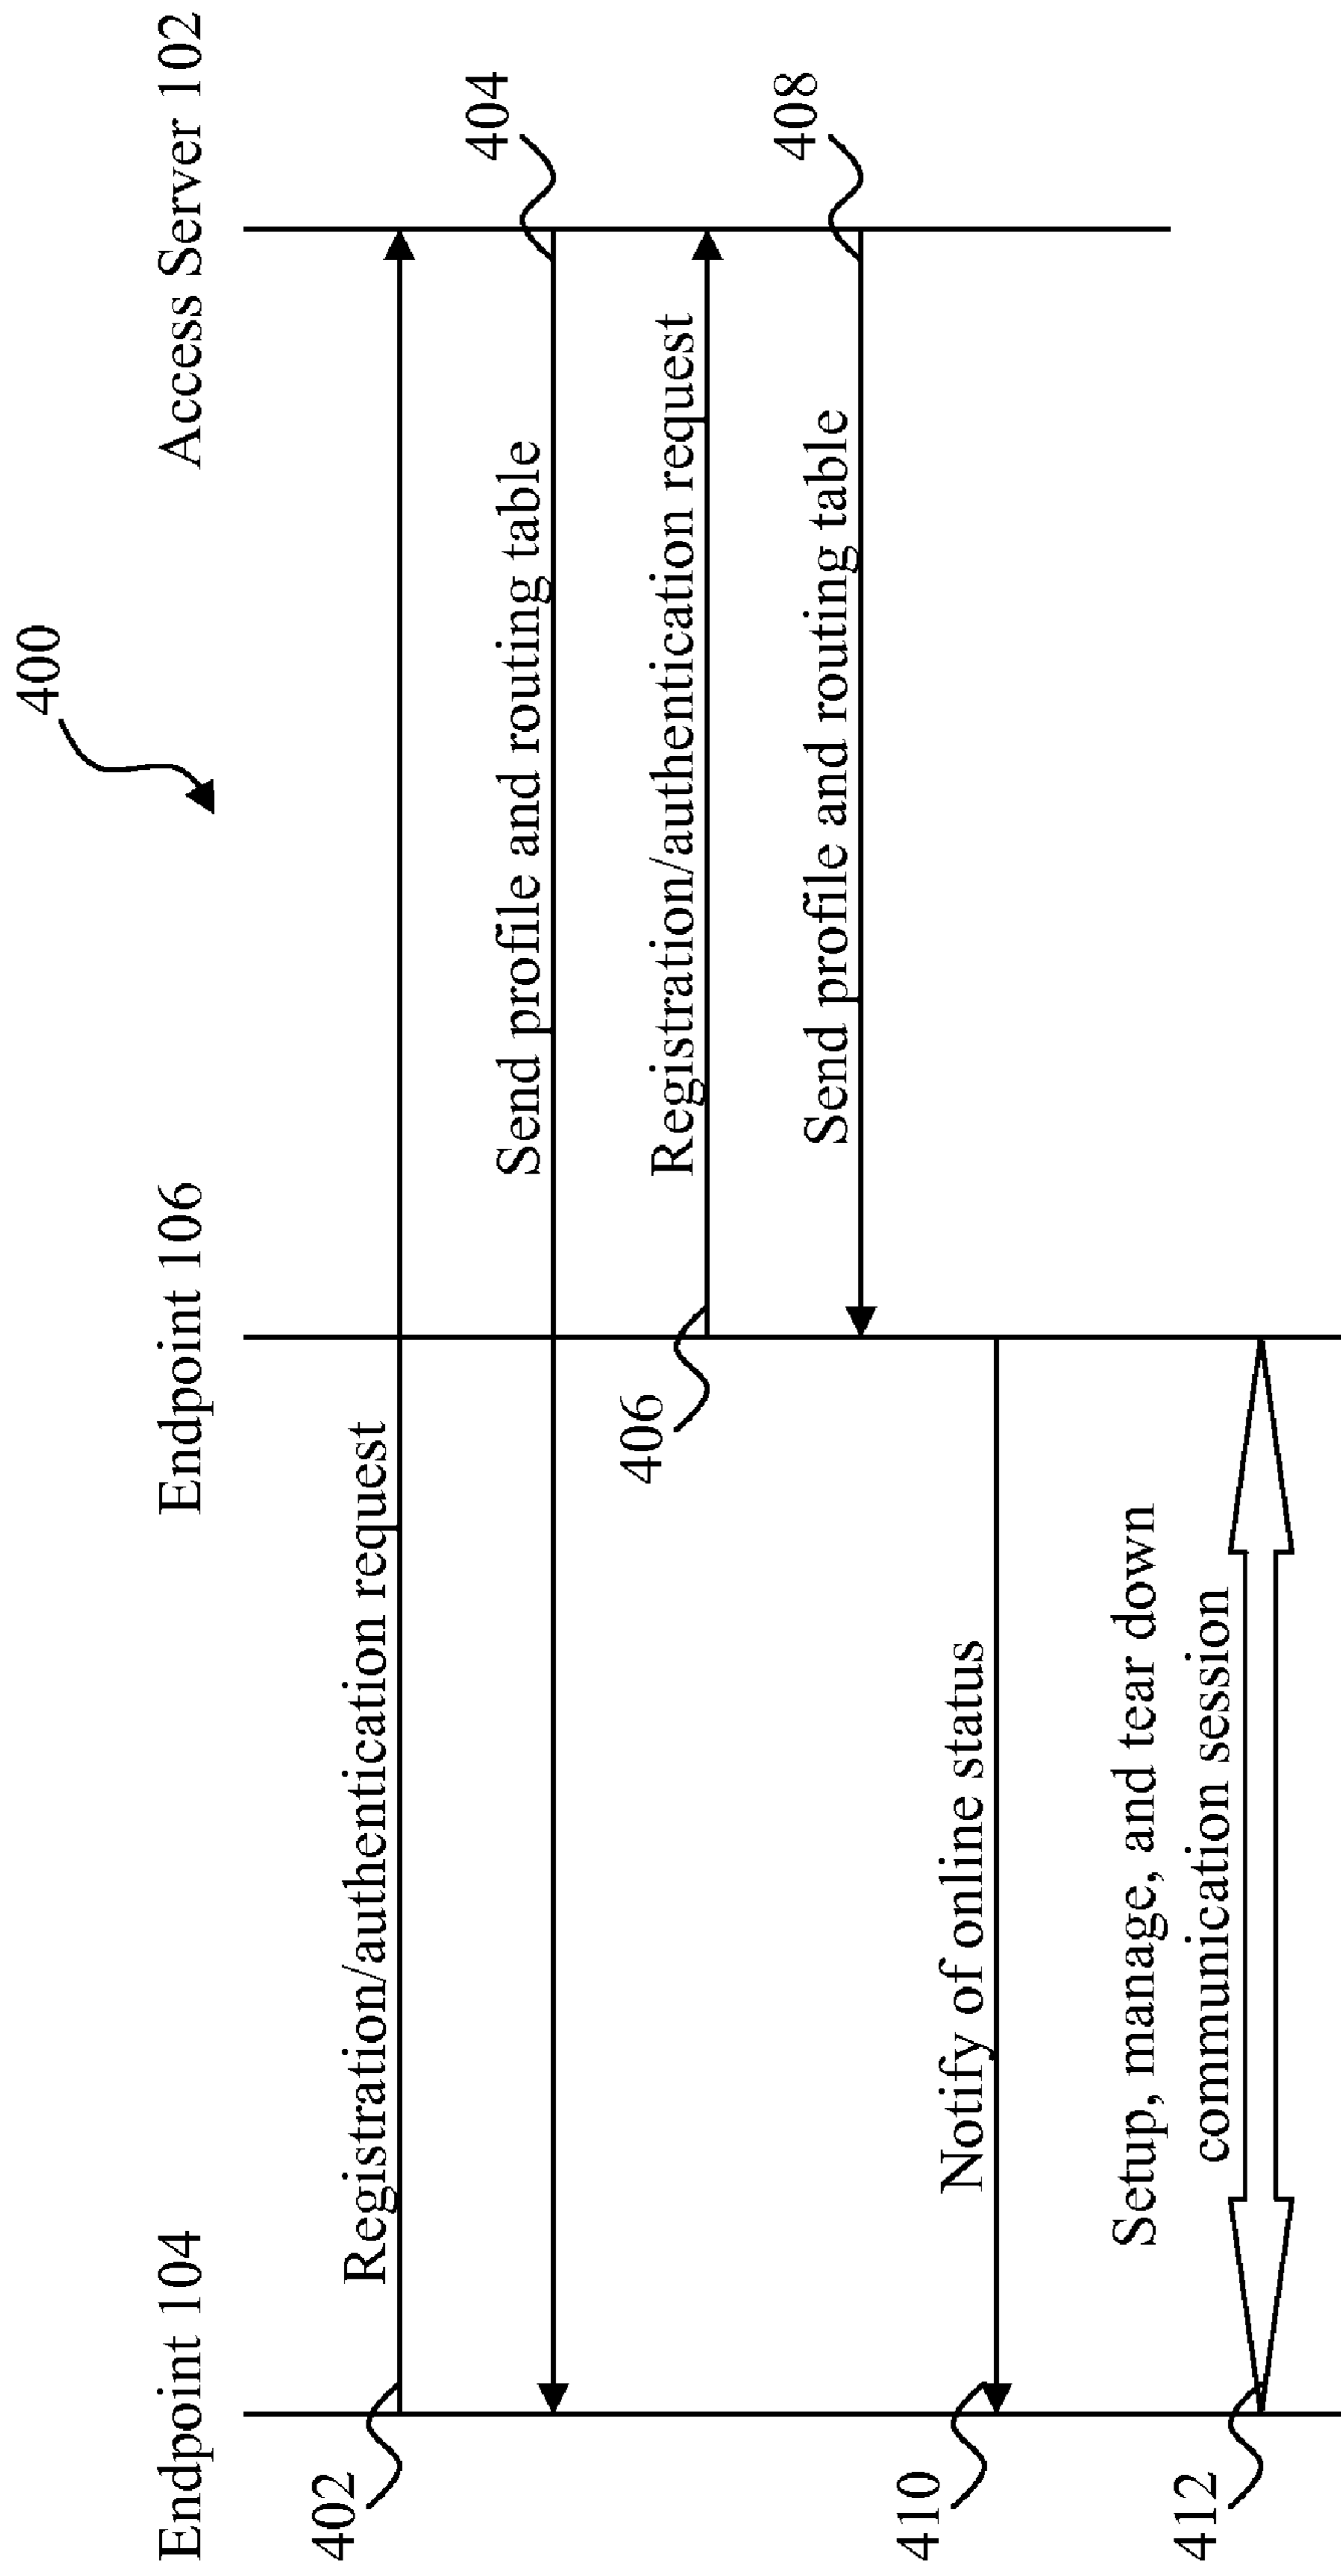 400
Endpoint 104
Endpoint 106
Access Server 102
402
Registration/authentication request
Send profile and routing table
404
406
Registration/authentication request
Send profile and routing table
408
410
Notify of online status
412
Setup, manage, and tear down
communication session